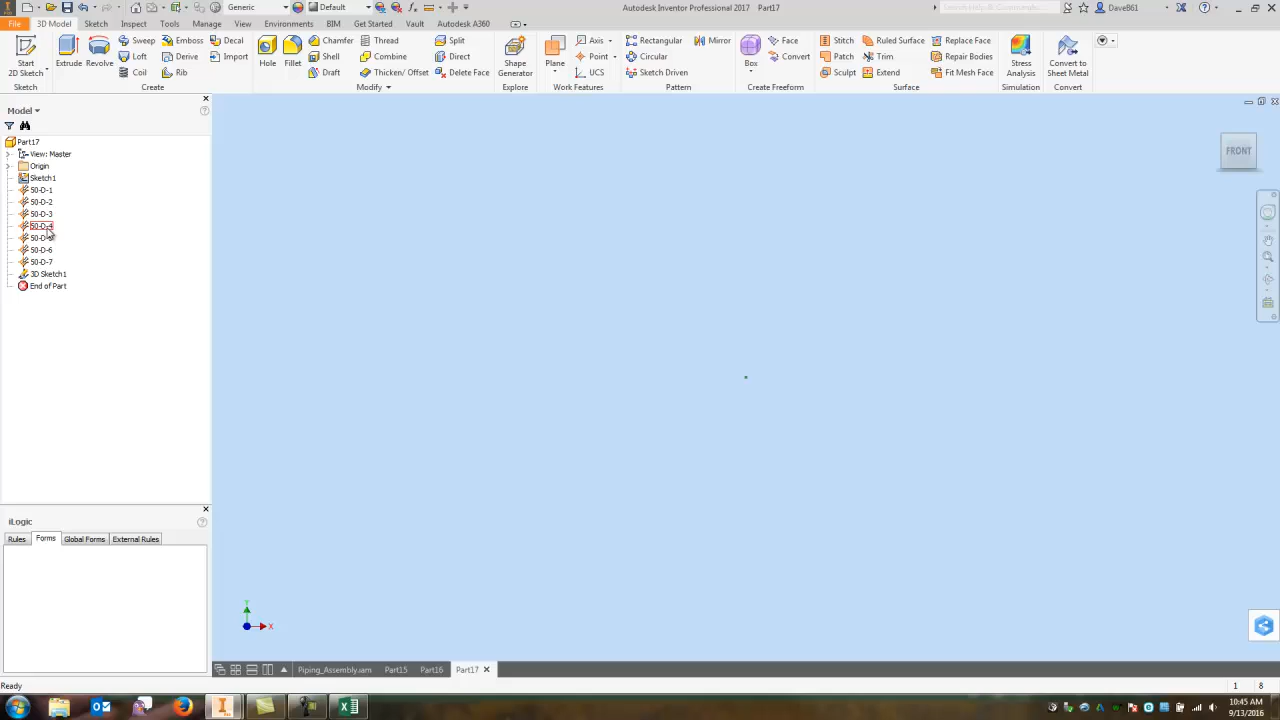 Generic
Default
Autodesk Inventor Professional 2017 Part17
DaveB61
File
3D Model
Sketch
Inspect
Tools
Manage
View
Environments
BIM
Get Started
Vault
Autodesk A360
Start
2D Sketch
Sketch
Extrude
Revolve
Sweep
Emboss
Decal
Loft
Derive
Import
Coil
Rib
Create
Hole
Fillet
Chamfer
Thread
Split
Shell
Combine
Direct
Draft
Thicken/ Offset
Delete Face
Modify
Shape
Generator
Explore
Plane
Axis
Point
UCS
Work Features
Rectangular
Mirror
Circular
Sketch Driven
Pattern
Box
Face
Convert
Create Freeform
Stitch
Ruled Surface
Replace Face
Patch
Trim
Repair Bodies
Sculpt
Extend
Fit Mesh Face
Surface
Stress
Analysis
Simulation
Convert to
Sheet Metal
Convert
Model
Part17
View: Master
Origin
Sketch1
50-D-1
50-D-2
50-D-3
50-D-4
50-D-
50-D-6
50-D-7
3D Sketch1
End of Part
FRONT
iLogic
Rules
Forms
Global Forms
External Rules
Y
X
Piping_Assembly.iam
Part15
Part16
Part17
Ready
1
8
10:45 AM
9/13/2016